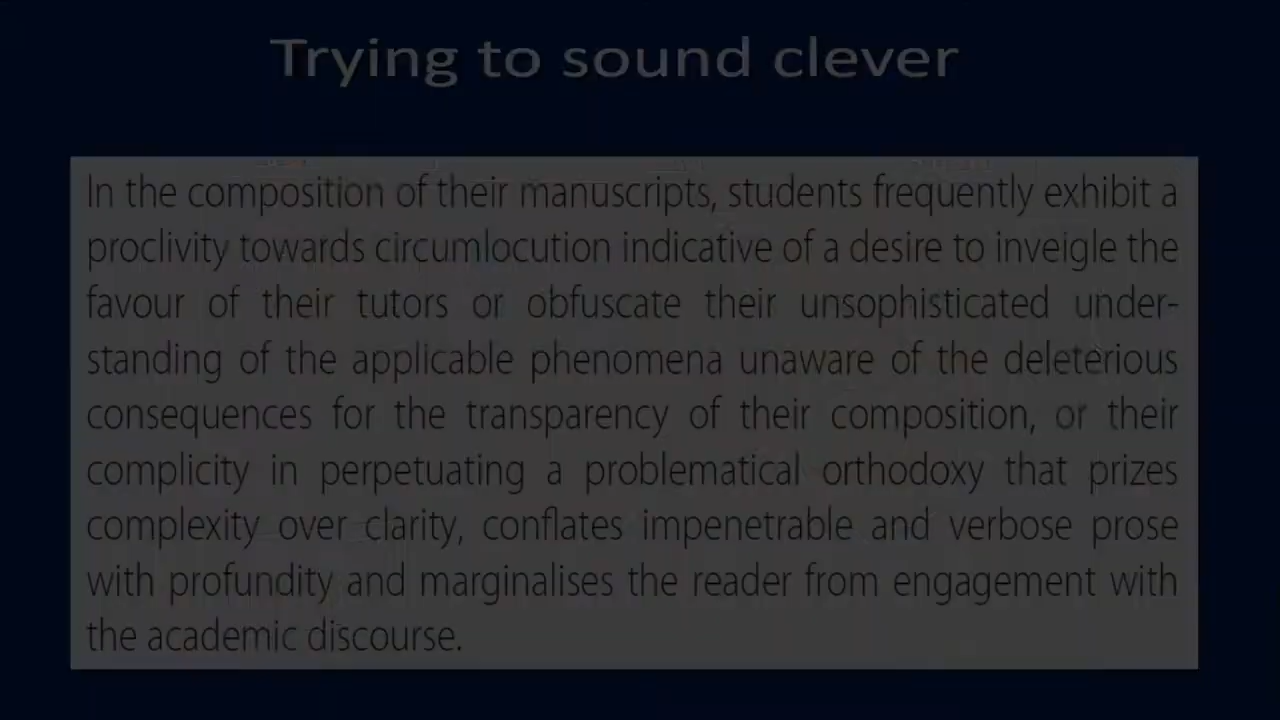 Trying to sound clever
In the composition of their manuscripts, students frequently exhibit a
proclivity towards circumlocution indicative of a desire to inveigle the
favour of their tutors or obfuscate their unsophisticated under-
standing of the applicable phenomena unaware of the deleterious
consequences for the transparency of their composition, or their
complicity in perpetuating a problematical orthodoxy that prizes
complexity over clarity, conflates impenetrable and verbose prose
with profundity and marginalises the reader from engagement with
the academic discourse.